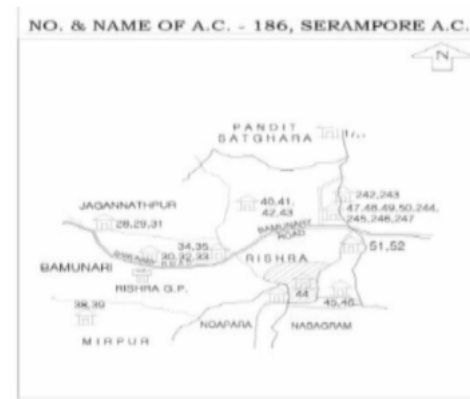 NO. & NAME OF A.C. - 186, SERAMPORE A.C.
N
PANDIT
SATGHARA
242,243
40,41,
42,43
47,48,49,50,244,
245,246,247
JAGANNATHPUR
28,29,31
BAMUNARI
ROAD
51,52
34,35
30,32,33
RISHRA
BAMUNARI
RISHRA G.P.
44
45,46
38,39
NOAPARA
NABAGRAM
MIRPUR